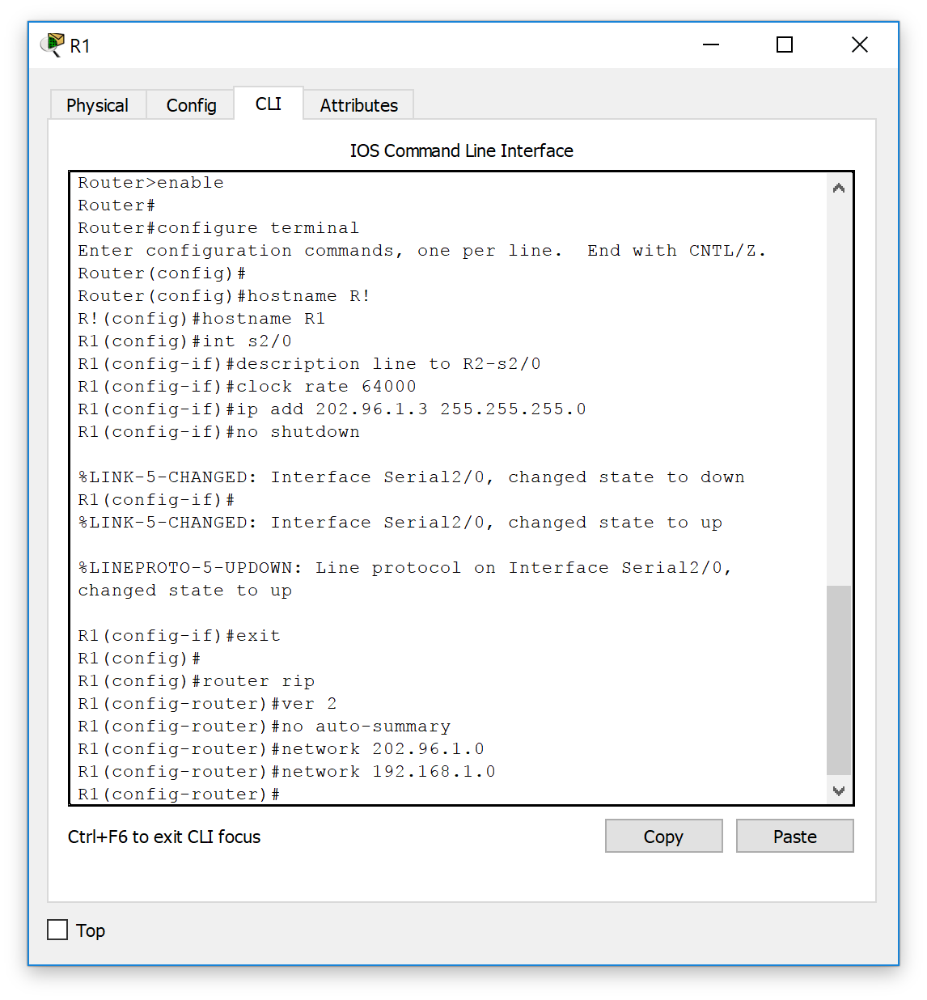 R1
Physical Config CLI Attributes
IOS Command Line Interface
Router>enable
Router#
Router#configure terminal
Enter configuration commands, one per line.  End with CNTL/Z.
Router(config)#
Router(config)#hostname R!
R!(config)#hostname R1
R1(config)#int s2/0
R1(config-if)#description line to R2-s2/0
R1(config-if)#clock rate 64000
R1(config-if)#ip add 202.96.1.3 255.255.255.0
R1(config-if)#no shutdown
%LINK-5-CHANGED: Interface Serial2/0, changed state to down
R1(config-if)#
%LINK-5-CHANGED: Interface Serial2/0, changed state to up
%LINEPROTO-5-UPDOWN: Line protocol on Interface Serial2/0,
changed state to up
R1(config-if)#exit
R1(config)#
R1(config)#router rip
R1(config-router)#ver 2
R1(config-router)#no auto-summary
R1(config-router)#network 202.96.1.0
R1(config-router)#network 192.168.1.0
R1(config-router)#
Ctrl+F6 to exit CLI focus Copy Paste
Top